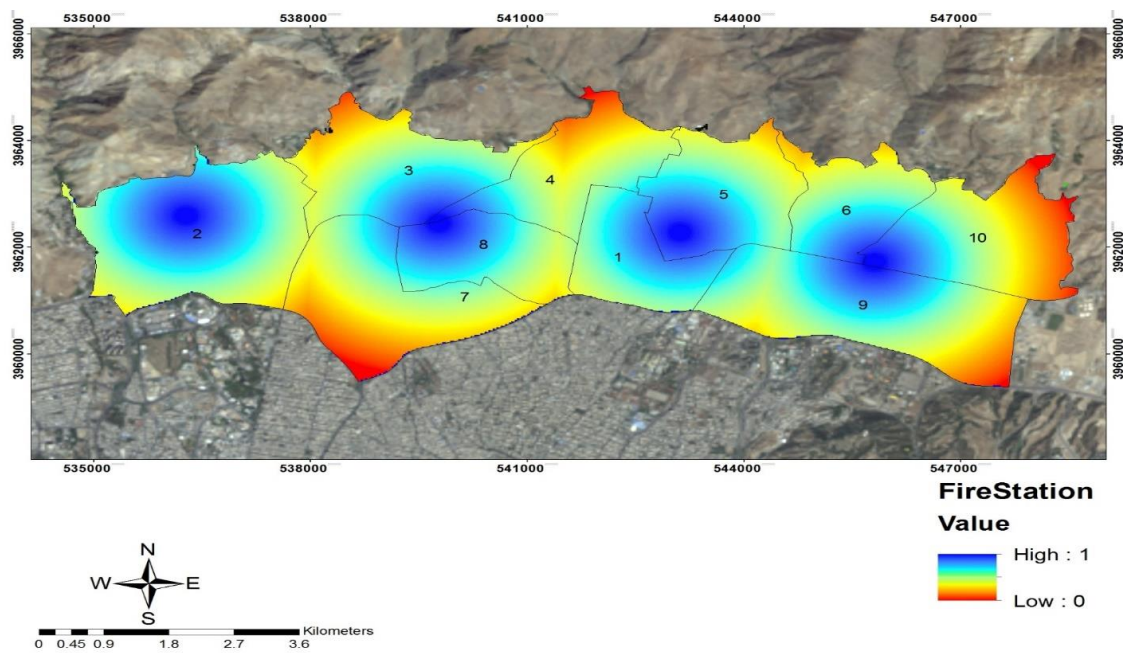 535000 538000 541000 544000 547000
3966000 3966000
3964000 3964000
3962000 3962000
3960000 3960000
3
4
5
6
2
8
10
1
7
9
535000 538000 541000 544000 547000
FireStation
Value
High : 1
Low : 0
N
W E
S
Kilometers
0 0.45 0.9 1.8 2.7 3.6